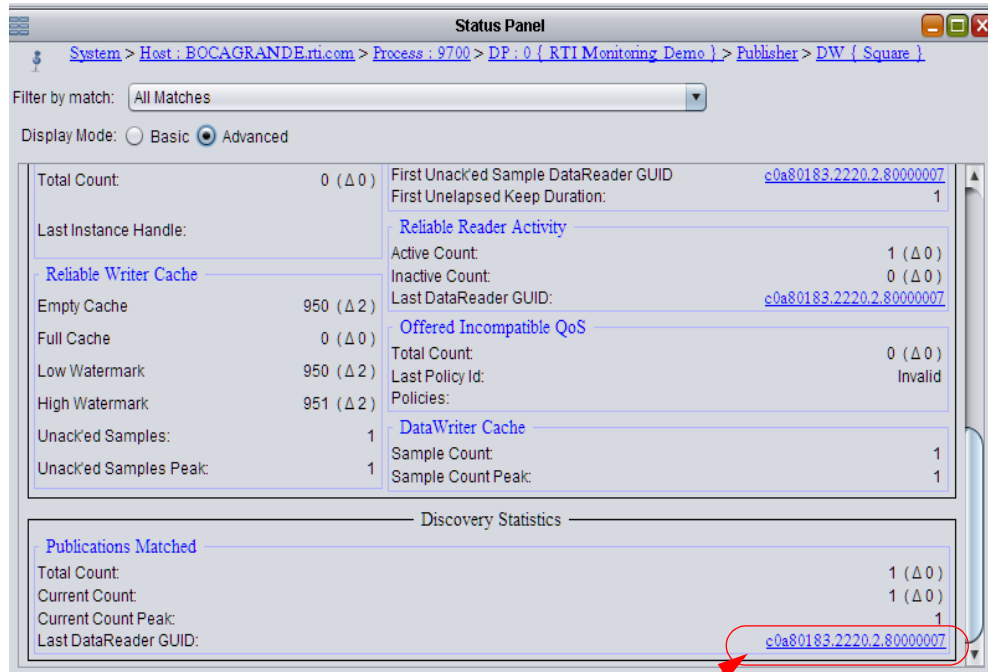 Status Panel
System > Host : BOCAGRANDE.rti.com > Process : 9700 > DP : 0 { RTI Monitoring Demo } > Publisher > DW { Square }
Filter by match: All Matches
Display Mode: Basic Advanced
Total Count: 0 (Δ 0)
Last Instance Handle:
Reliable Writer Cache
Empty Cache 950 (Δ 2)
Full Cache 0 (Δ 0)
Low Watermark 950 (Δ 2)
High Watermark 951 (Δ 2)
Unack'ed Samples: 1
Unack'ed Samples Peak: 1
First Unack'ed Sample DataReader GUID c0a80183.2220.2.80000007
First Unelapsed Keep Duration: 1
Reliable Reader Activity
Active Count: 1 (Δ 0)
Inactive Count: 0 (Δ 0)
Last DataReader GUID: c0a80183.2220.2.80000007
Offered Incompatible QoS
Total Count: 0 (Δ 0)
Last Policy Id: Invalid
Policies:
DataWriter Cache
Sample Count: 1
Sample Count Peak: 1
Discovery Statistics
Publications Matched
Total Count: 1 (Δ 0)
Current Count: 1 (Δ 0)
Current Count Peak: 1
Last DataReader GUID: c0a80183.2220.2.80000007